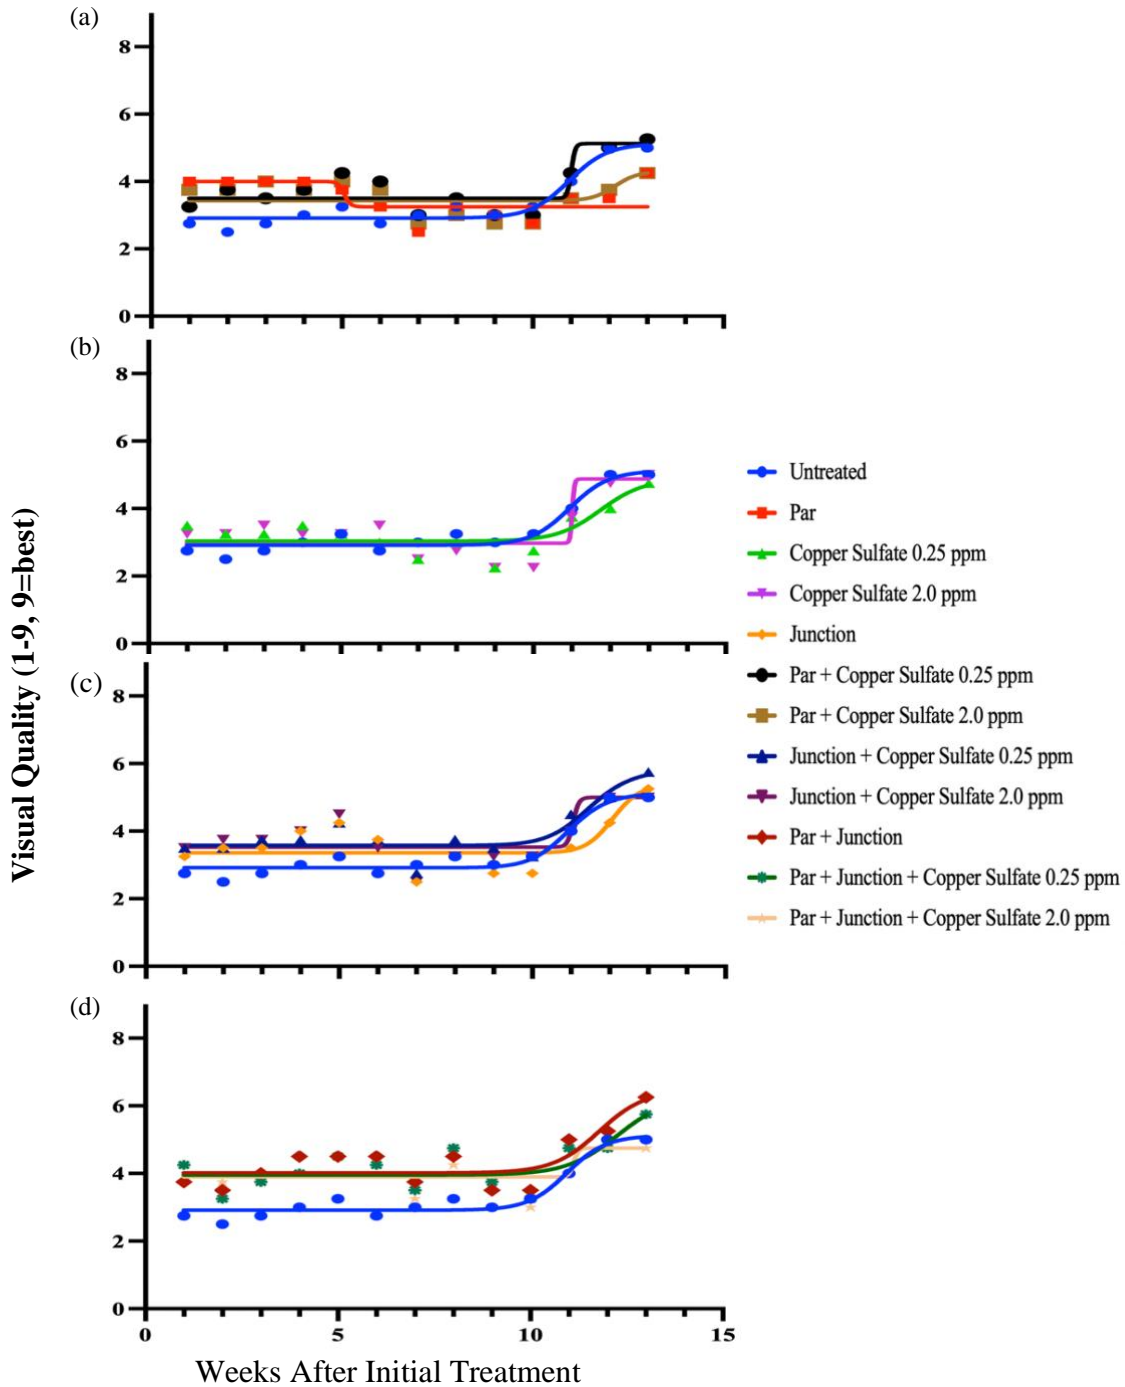 (a)
8
6
4
2
0
(b)
8
6
4
2
0
(c)
8
6
4
2
0
(d)
8
6
4
2
0
0 5 10 15
Weeks After Initial Treatment
Visual Quality (1-9, 9=best)
Untreated
Par
Copper Sulfate 0.25 ppm
Copper Sulfate 2.0 ppm
Junction
Par + Copper Sulfate 0.25 ppm
Par + Copper Sulfate 2.0 ppm
Junction + Copper Sulfate 0.25 ppm
Junction + Copper Sulfate 2.0 ppm
Par + Junction
Par + Junction + Copper Sulfate 0.25 ppm
Par + Junction + Copper Sulfate 2.0 ppm